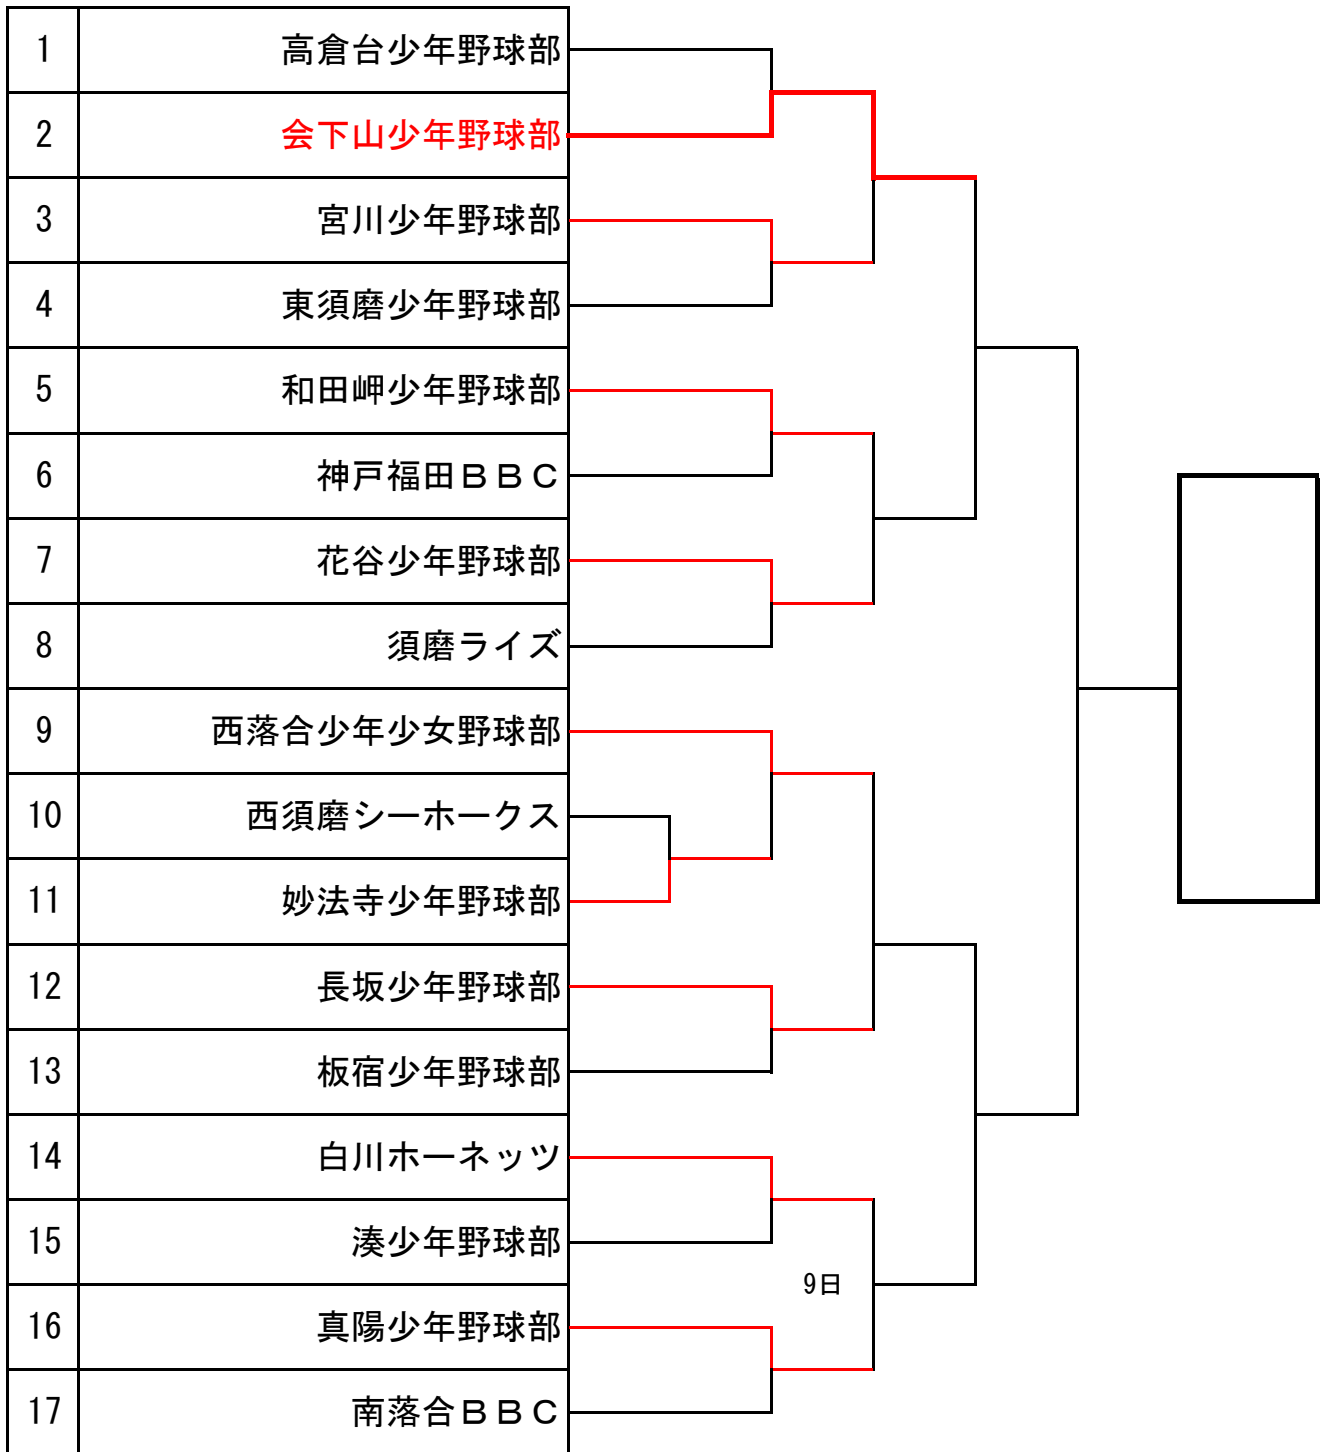 1 高倉台少年野球部
2 会下山少年野球部
3 宮川少年野球部
4 東須磨少年野球部
5 和田岬少年野球部
6 神戸福田ＢＢＣ
7 花谷少年野球部
8 須磨ライズ
9 西落合少年少女野球部
10 西須磨シーホークス
11 妙法寺少年野球部
12 長坂少年野球部
13 板宿少年野球部
14 白川ホーネッツ
15 湊少年野球部
9日
16 真陽少年野球部
17 南落合ＢＢＣ